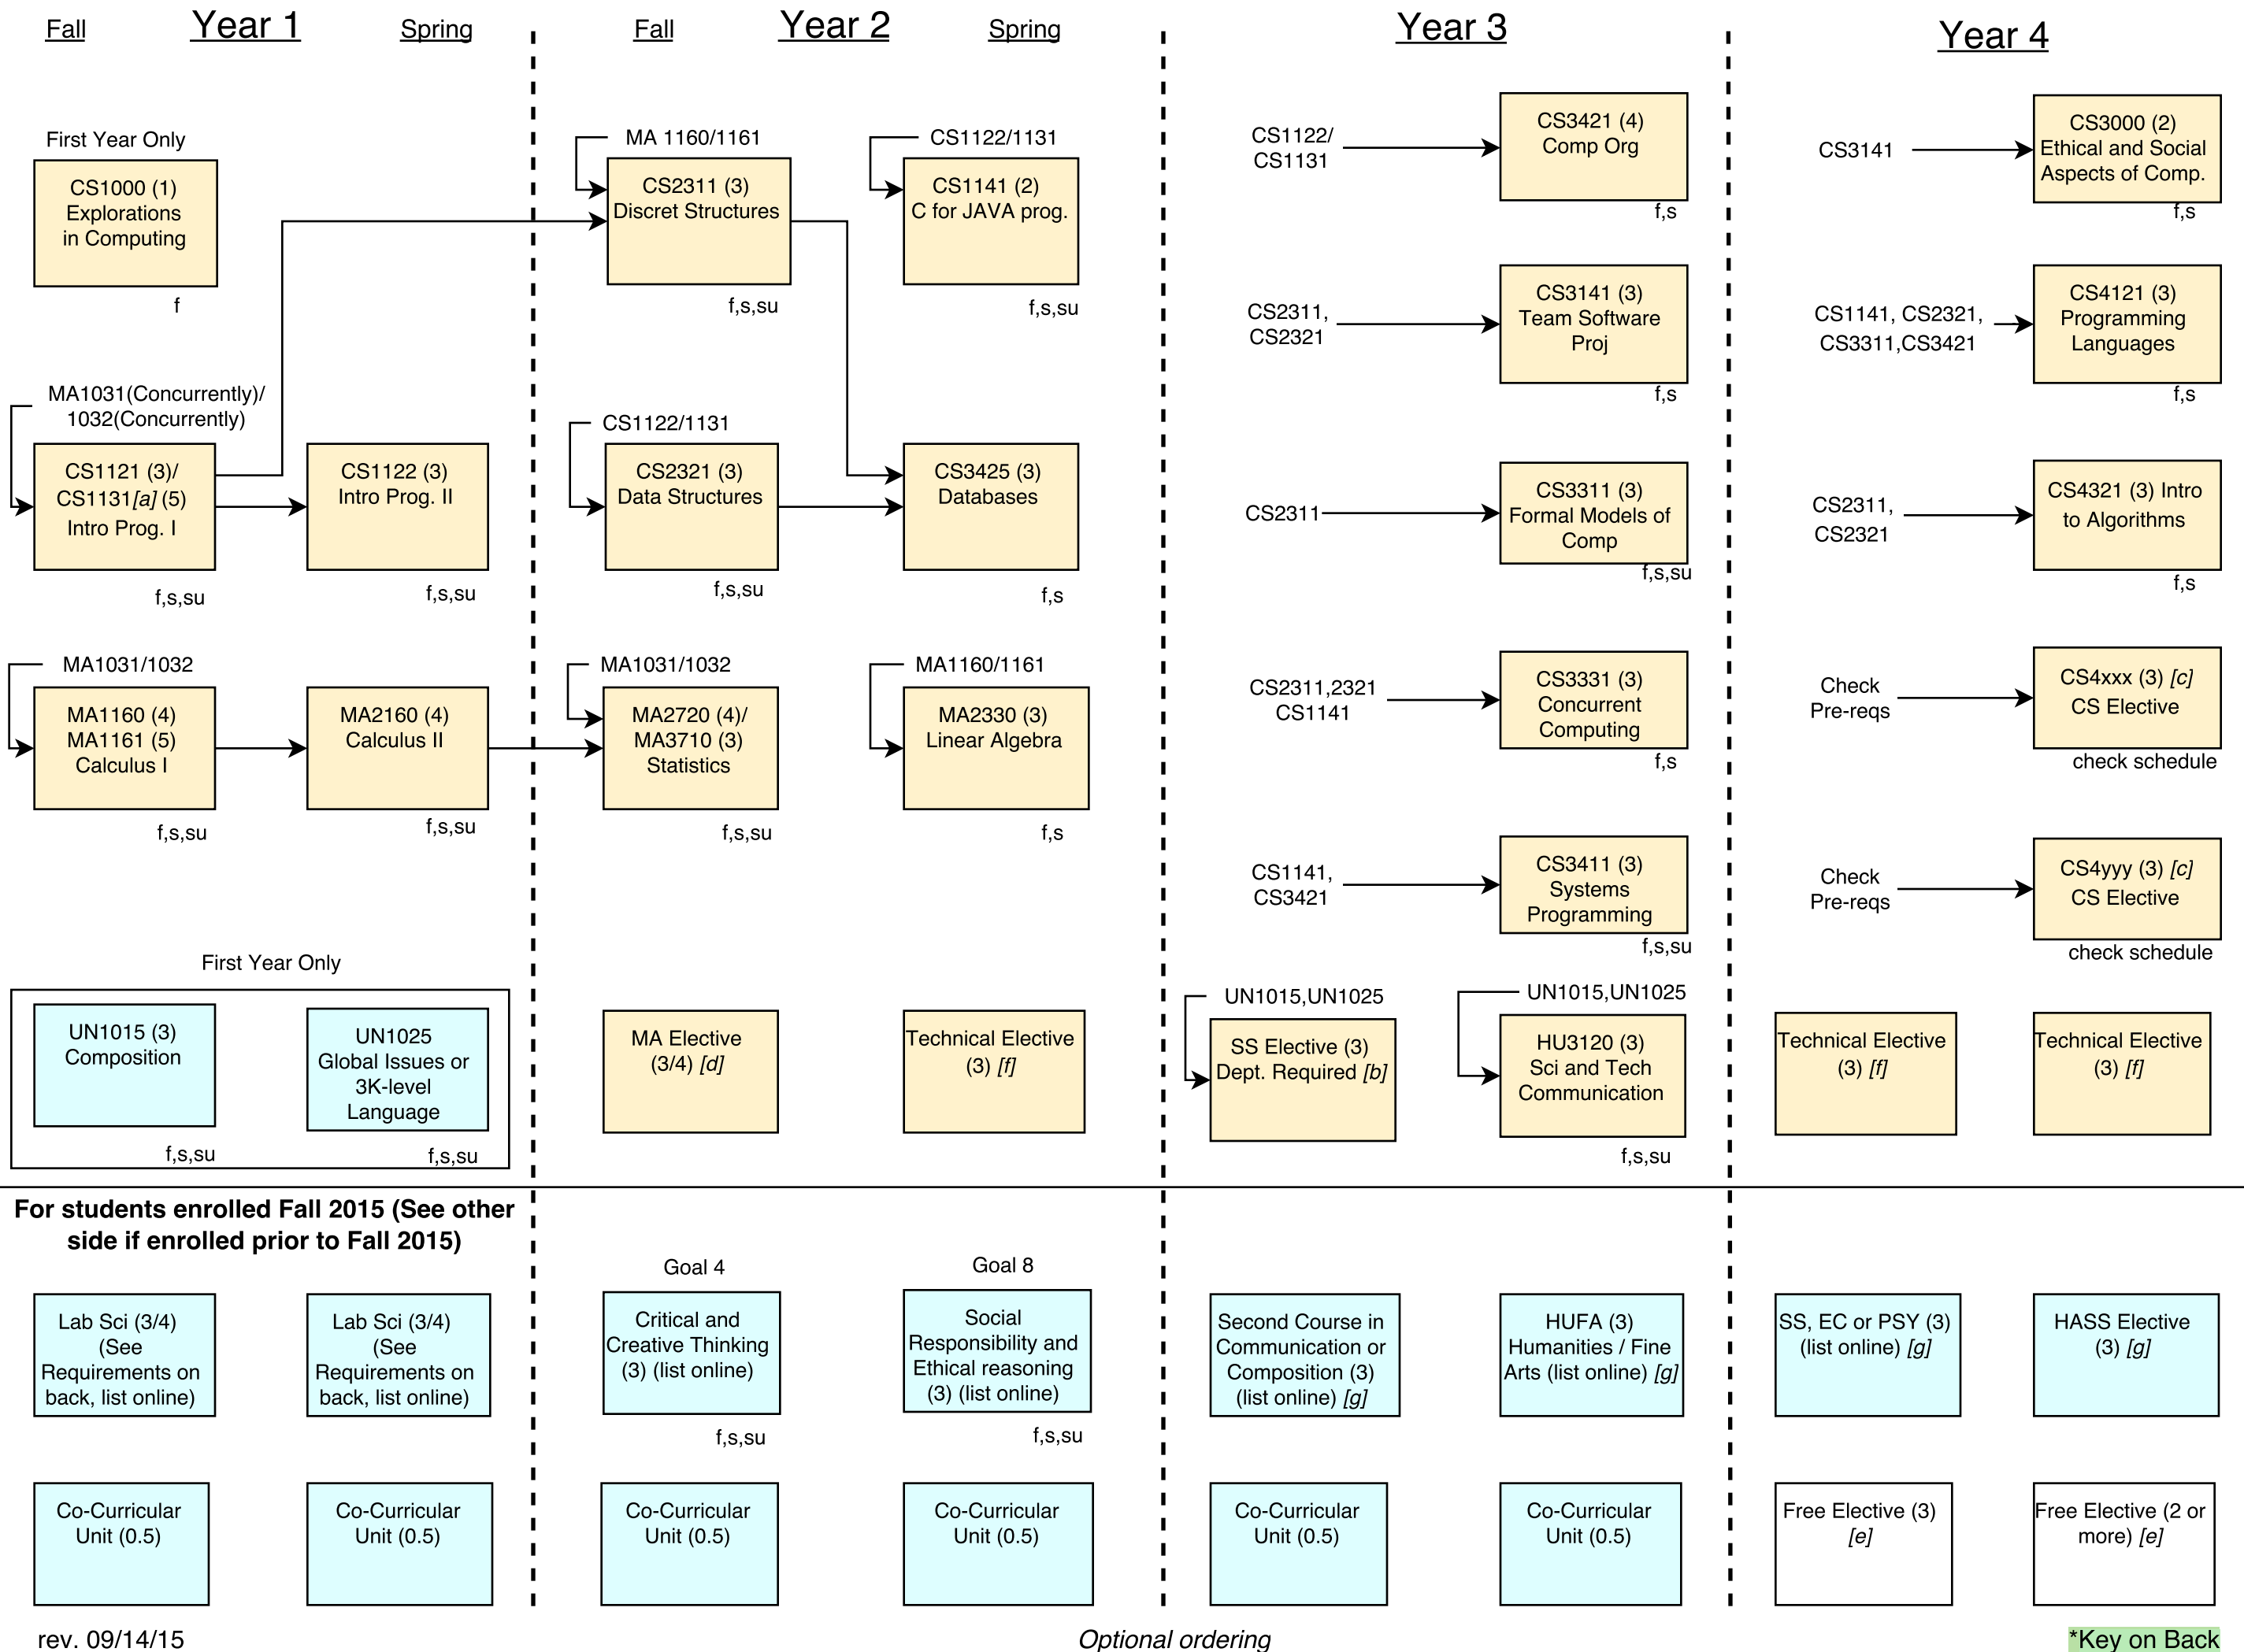 Fall
Year 1
Spring
Fall
Year 2
Spring
Year 3
Year 4
First Year Only
CS1000 (1)
Explorations
in Computing
f
MA 1160/1161
CS2311 (3)
Discret Structures
f,s,su
CS1122/1131
CS1141 (2)
C for JAVA prog.
f,s,su
CS1122/
CS1131
CS3421 (4)
Comp Org
f,s
CS3141
CS3000 (2)
Ethical and Social
Aspects of Comp.
f,s
CS2311,
CS2321
CS3141 (3)
Team Software
Proj
f,s
CS1141, CS2321,
CS3311,CS3421
CS4121 (3)
Programming
Languages
f,s
MA1031(Concurrently)/
1032(Concurrently)
CS1121 (3)/
CS1131[a] (5)
Intro Prog. I
f,s,su
CS1122 (3)
Intro Prog. II
f,s,su
CS1122/1131
CS2321 (3)
Data Structures
f,s,su
CS3425 (3)
Databases
f,s
CS2311
CS3311 (3)
Formal Models of
Comp
f,s,su
CS2311,
CS2321
CS4321 (3) Intro
to Algorithms
f,s
MA1031/1032
MA1160 (4)
MA1161 (5)
Calculus I
f,s,su
MA2160 (4)
Calculus II
f,s,su
MA1031/1032
MA2720 (4)/
MA3710 (3)
Statistics
f,s,su
MA1160/1161
MA2330 (3)
Linear Algebra
f,s
CS2311,2321
CS1141
CS3331 (3)
Concurrent
Computing
f,s
Check
Pre-reqs
CS4xxx (3) [c]
CS Elective
check schedule
CS1141,
CS3421
CS3411 (3)
Systems
Programming
f,s,su
Check
Pre-reqs
CS4yyy (3) [c]
CS Elective
check schedule
First Year Only
UN1015 (3)
Composition
f,s,su
UN1025
Global Issues or
3K-level
Language
f,s,su
MA Elective
(3/4) [d]
Technical Elective
(3) [f]
UN1015,UN1025
SS Elective (3)
Dept. Required [b]
UN1015,UN1025
HU3120 (3)
Sci and Tech
Communication
f,s,su
Technical Elective
(3) [f]
Technical Elective
(3) [f]
For students enrolled Fall 2015 (See other
side if enrolled prior to Fall 2015)
Lab Sci (3/4)
(See
Requirements on
back, list online)
Lab Sci (3/4)
(See
Requirements on
back, list online)
Goal 4
Critical and
Creative Thinking
(3) (list online)
f,s,su
Goal 8
Social
Responsibility and
Ethical reasoning
(3) (list online)
f,s,su
Second Course in
Communication or
Composition (3)
(list online) [g]
HUFA (3)
Humanities / Fine
Arts (list online) [g]
SS, EC or PSY (3)
(list online) [g]
HASS Elective
(3) [g]
Co-Curricular
Unit (0.5)
Co-Curricular
Unit (0.5)
Co-Curricular
Unit (0.5)
Co-Curricular
Unit (0.5)
Co-Curricular
Unit (0.5)
Co-Curricular
Unit (0.5)
Free Elective (3)
[e]
Free Elective (2 or
more) [e]
rev. 09/14/15
Optional ordering
*Key on Back